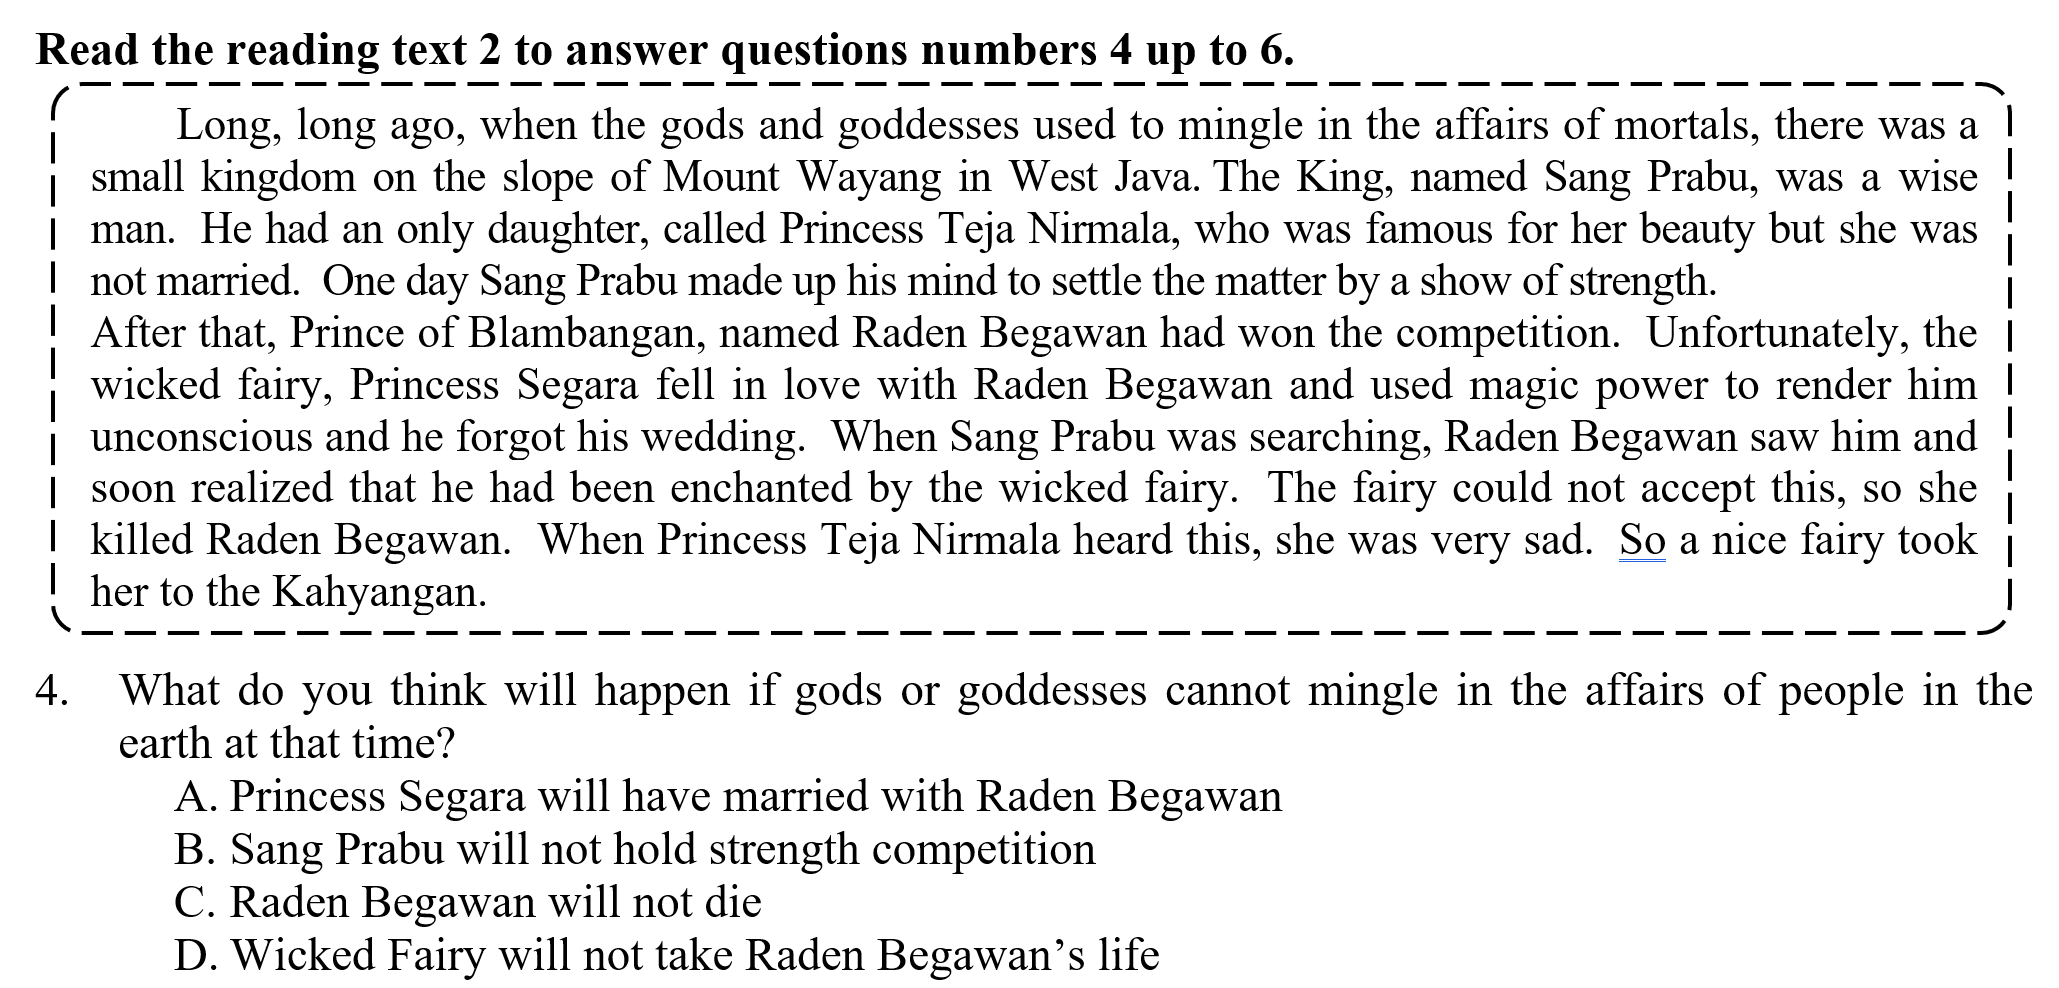 Read the reading text 2 to answer questions numbers 4 up to 6.
Long, long ago, when the gods and goddesses used to mingle in the affairs of mortals, there was a
small kingdom on the slope of Mount Wayang in West Java. The King, named Sang Prabu, was a wise
man. He had an only daughter, called Princess Teja Nirmala, who was famous for her beauty but she was
not married. One day Sang Prabu made up his mind to settle the matter by a show of strength.
After that, Prince of Blambangan, named Raden Begawan had won the competition. Unfortunately, the
wicked fairy, Princess Segara fell in love with Raden Begawan and used magic power to render him
unconscious and he forgot his wedding. When Sang Prabu was searching, Raden Begawan saw him and
soon realized that he had been enchanted by the wicked fairy. The fairy could not accept this, so she
killed Raden Begawan. When Princess Teja Nirmala heard this, she was very sad. So a nice fairy took
her to the Kahyangan.
4. What do you think will happen if gods or goddesses cannot mingle in the affairs of people in the
earth at that time?
A. Princess Segara will have married with Raden Begawan
B. Sang Prabu will not hold strength competition
C. Raden Begawan will not die
D. Wicked Fairy will not take Raden Begawan’s life